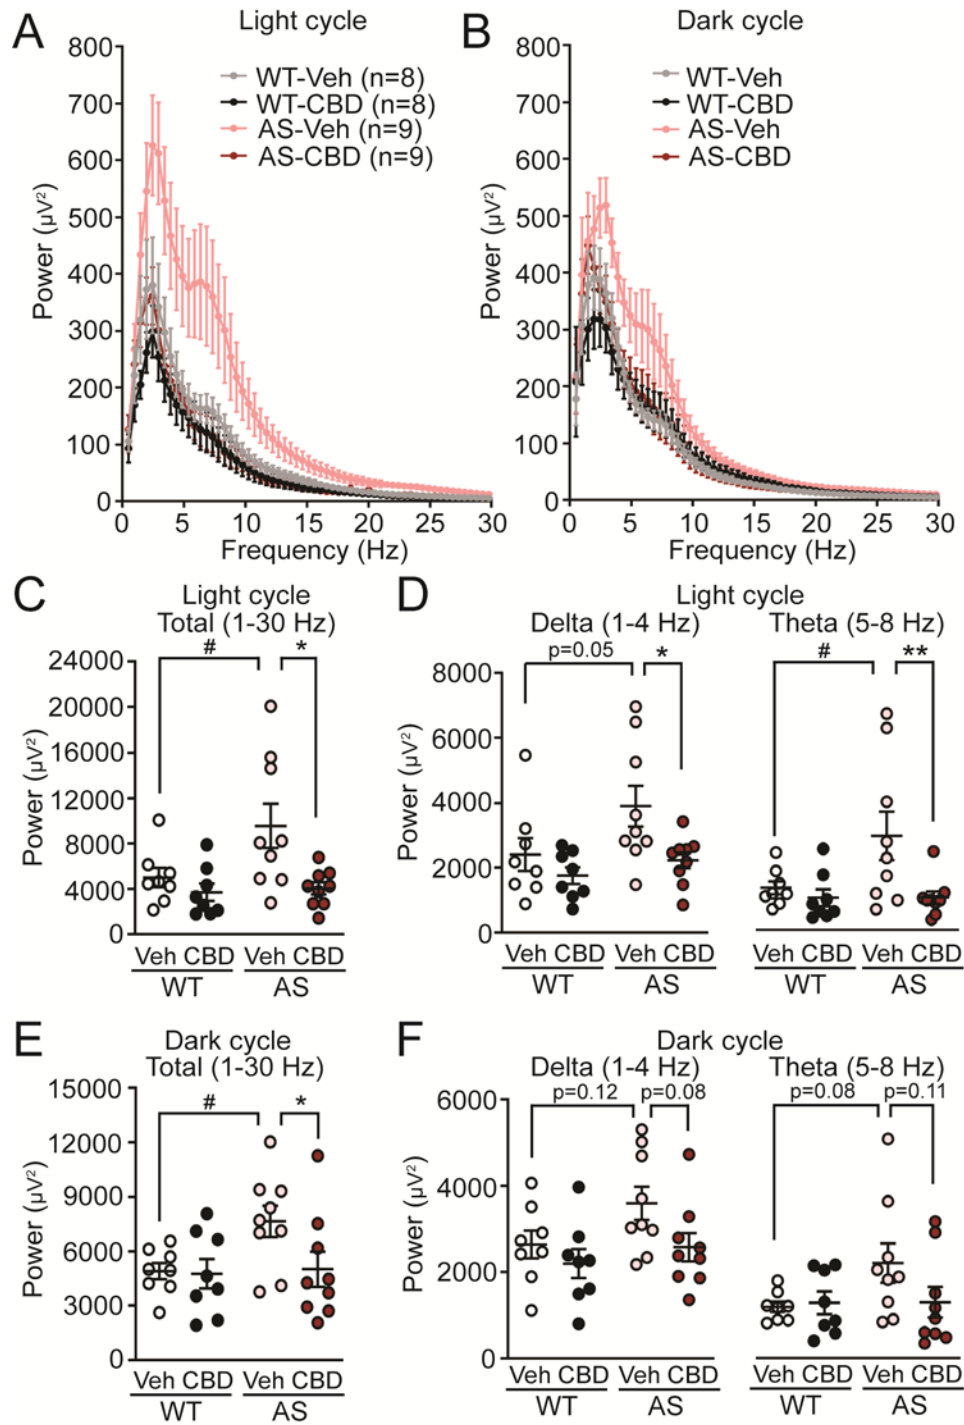 A
Light cycle
800
700
600
500
400
300
200
100
0
Power (µV²)
WT-Veh (n=8)
WT-CBD (n=8)
AS-Veh (n=9)
AS-CBD (n=9)
0 5 10 15 20 25 30
Frequency (Hz)
B
Dark cycle
800
700
600
500
400
300
200
100
0
Power (µV²)
WT-Veh
WT-CBD
AS-Veh
AS-CBD
0 5 10 15 20 25 30
Frequency (Hz)
C
Light cycle
Total (1-30 Hz)
# *
24000
20000
16000
12000
8000
4000
0
Power (µV²)
Veh CBD Veh CBD
WT AS
D
Light cycle
Delta (1-4 Hz)
p=0.05 *
8000
6000
4000
2000
0
Power (µV²)
Veh CBD Veh CBD
WT AS
Theta (5-8 Hz)
# **
Veh CBD Veh CBD
WT AS
E
Dark cycle
Total (1-30 Hz)
# *
15000
12000
9000
6000
3000
0
Power (µV²)
Veh CBD Veh CBD
WT AS
F
Dark cycle
Delta (1-4 Hz)
p=0.12 p=0.08
6000
4000
2000
0
Power (µV²)
Veh CBD Veh CBD
WT AS
Theta (5-8 Hz)
p=0.08 p=0.11
Veh CBD Veh CBD
WT AS